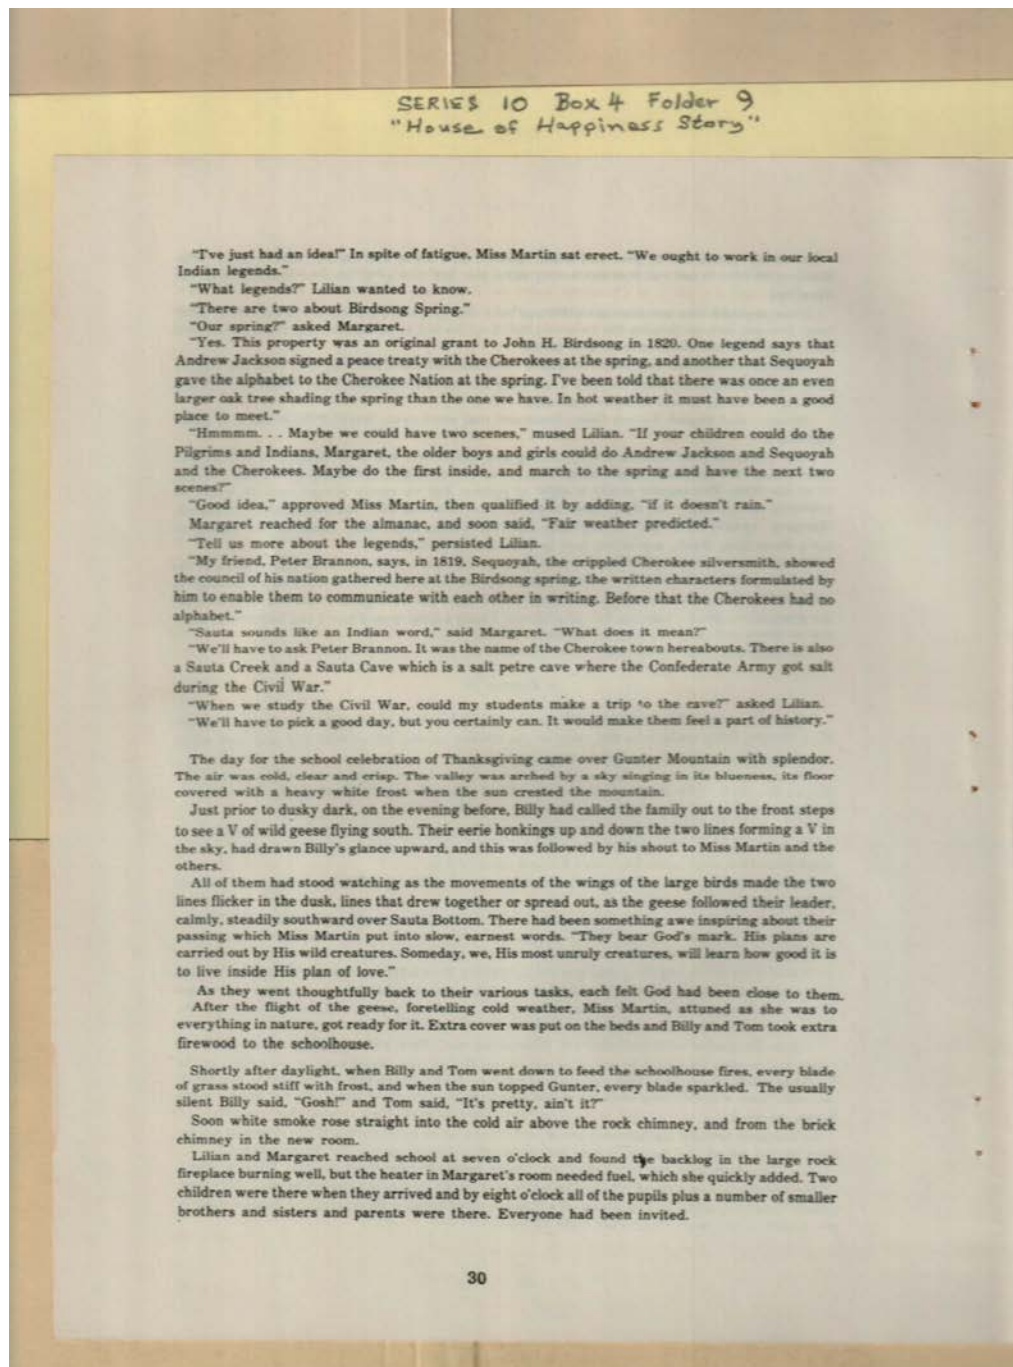 SERIES 10 Box 4 Folder 9
"House of Happiness Story"
"I've just had an idea!" In spite of fatigue, Miss Martin sat erect. "We ought to work in our local
Indian legends."
"What legends?" Lilian wanted to know.
"There are two about Birdsong Spring."
"Our spring?" asked Margaret.
"Yes. This property was an original grant to John H. Birdsong in 1820. One legend says that
Andrew Jackson signed a peace treaty with the Cherokees at the spring, and another that Sequoyah
gave the alphabet to the Cherokee Nation at the spring. I've been told that there was once an even
larger oak tree shading the spring than the one we have. In hot weather it must have been a good
place to meet."
"Hmmmm. . . Maybe we could have two scenes," mused Lilian. "If your children could do the
Pilgrims and Indians, Margaret, the older boys and girls could do Andrew Jackson and Sequoyah
and the Cherokees. Maybe do the first inside, and march to the spring and have the next two
scenes?"
"Good idea," approved Miss Martin, then qualified it by adding, "if it doesn't rain."
Margaret reached for the almanac, and soon said, "Fair weather predicted."
"Tell us more about the legends," persisted Lilian.
"My friend, Peter Brannon, says, in 1819, Sequoyah, the crippled Cherokee silversmith, showed
the council of his nation gathered here at the Birdsong spring, the written characters formulated by
him to enable them to communicate with each other in writing. Before that the Cherokees had no
alphabet."
"Sauta sounds like an Indian word," said Margaret. "What does it mean?"
"We'll have to ask Peter Brannon. It was the name of the Cherokee town hereabouts. There is also
a Sauta Creek and a Sauta Cave which is a salt petre cave where the Confederate Army got salt
during the Civil War."
"When we study the Civil War, could my students make a trip to the cave?" asked Lilian.
"We'll have to pick a good day, but you certainly can. It would make them feel a part of history."
The day for the school celebration of Thanksgiving came over Gunter Mountain with splendor.
The air was cold, clear and crisp. The valley was arched by a sky singing in its blueness, its floor
covered with a heavy white frost when the sun crested the mountain.
Just prior to dusky dark, on the evening before, Billy had called the family out to the front steps
to see a V of wild geese flying south. Their eerie honkings up and down the two lines forming a V in
the sky, had drawn Billy's glance upward, and this was followed by his shout to Miss Martin and the
others.
All of them had stood watching as the movements of the wings of the large birds made the two
lines flicker in the dusk, lines that drew together or spread out, as the geese followed their leader,
calmly, steadily southward over Sauta Bottom. There had been something awe inspiring about their
passing which Miss Martin put into slow, earnest words. "They bear God's mark. His plans are
carried out by His wild creatures. Someday, we, His most unruly creatures, will learn how good it is
to live inside His plan of love."
As they went thoughtfully back to their various tasks, each felt God had been close to them.
After the flight of the geese, foretelling cold weather, Miss Martin, attuned as she was to
everything in nature, got ready for it. Extra cover was put on the beds and Billy and Tom took extra
firewood to the schoolhouse.
Shortly after daylight, when Billy and Tom went down to feed the schoolhouse fires, every blade
of grass stood stiff with frost, and when the sun topped Gunter, every blade sparkled. The usually
silent Billy said, "Gosh!" and Tom said, "It's pretty, ain't it?"
Soon white smoke rose straight into the cold air above the rock chimney, and from the brick
chimney in the new room.
Lilian and Margaret reached school at seven o'clock and found the backlog in the large rock
fireplace burning well, but the heater in Margaret's room needed fuel, which she quickly added. Two
children were there when they arrived and by eight o'clock all of the pupils plus a number of smaller
brothers and sisters and parents were there. Everyone had been invited.
30